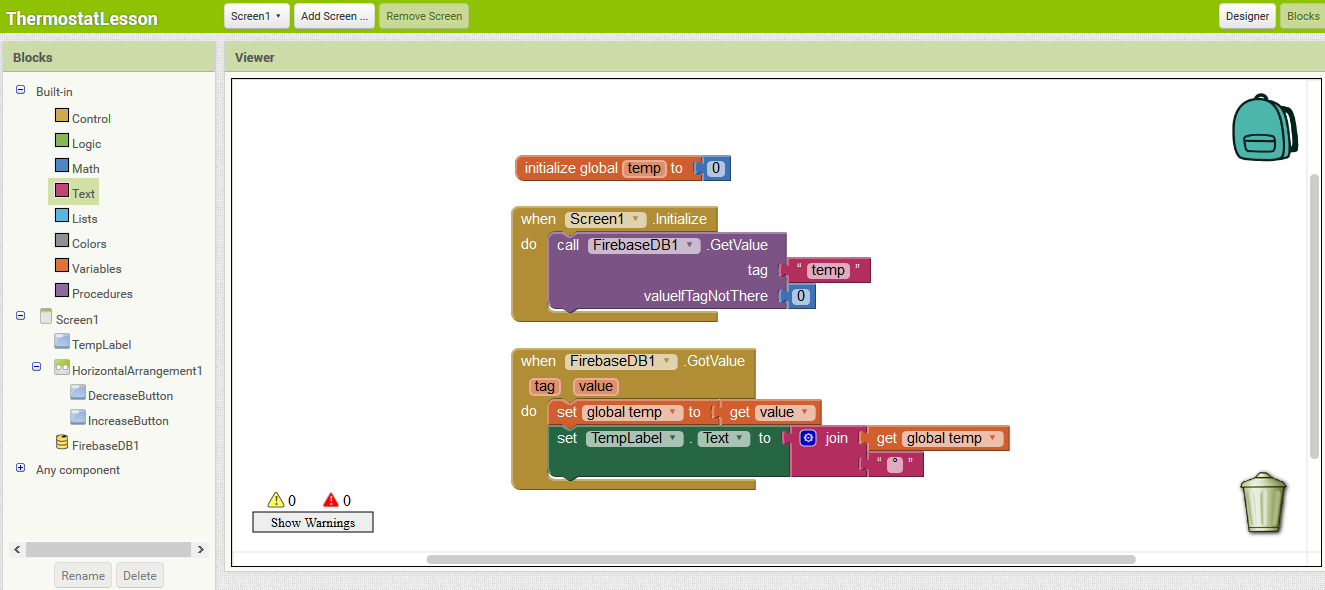 ThermostatLesson Screen1 Add Screen ... Remove Screen Designer Blocks
Blocks
Built-in
Control
Logic
Math
Text
Lists
Colors
Variables
Procedures
Screen1
TempLabel
HorizontalArrangement1
DecreaseButton
IncreaseButton
FirebaseDB1
Any component
Rename Delete
Viewer
initialize global temp to 0
when Screen1 .Initialize
do call FirebaseDB1 .GetValue
tag " temp "
valueIfTagNotThere 0
when FirebaseDB1 .GotValue
tag value
do set global temp to get value
set TempLabel . Text to join get global temp
" ° "
0 0
Show Warnings